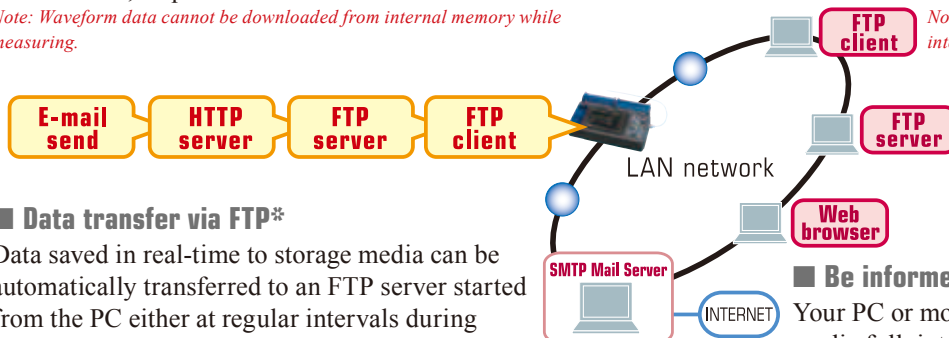 Note: Waveform data cannot be downloaded from internal memory while
measuring.
FTP
client
E-mail
send
HTTP
server
FTP
server
FTP
client
FTP
server
LAN network
Web
browser
■ Data transfer via FTP*
Data saved in real-time to storage media can be
automatically transferred to an FTP server started
from the PC either at regular intervals during
SMTP Mail Server
INTERNET
■ Be informe
Your PC or mo